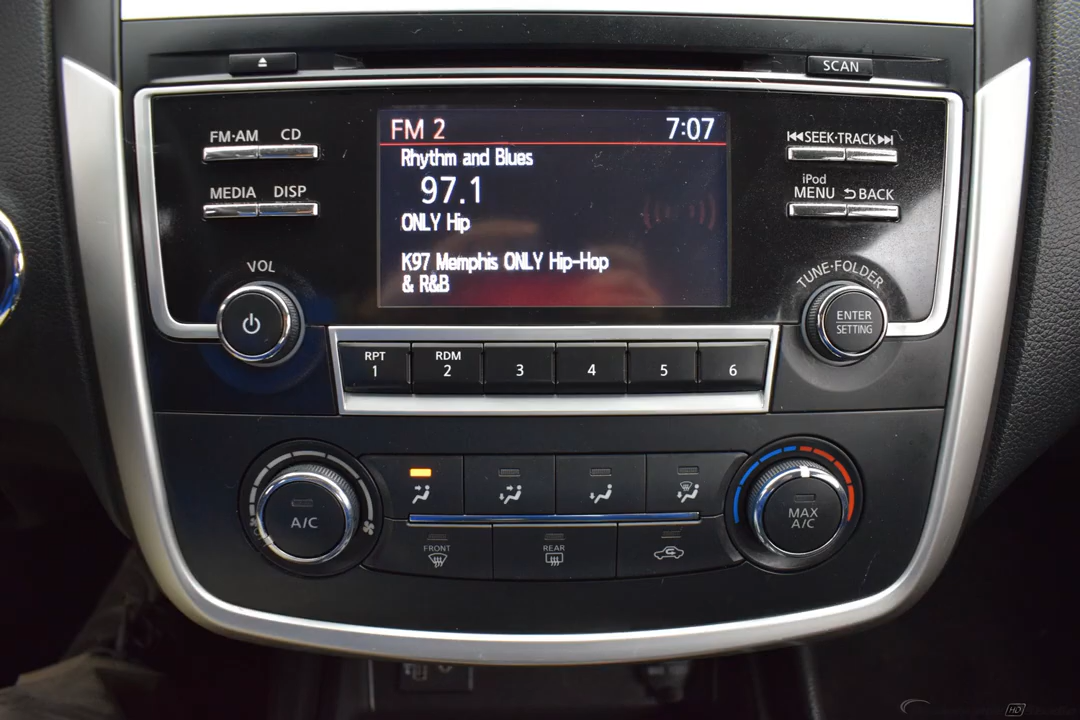 SCAN
FM·AM CD
FM 2 7:07
SEEK·TRACK
Rhythm and Blues
MEDIA DISP
97.1
iPod
MENU BACK
ONLY Hip
K97 Memphis ONLY Hip-Hop
& R&B
VOL
TUNE·FOLDER
ENTER
SETTING
RPT RDM
1 2 3 4 5 6
A/C
MAX
A/C
FRONT REAR